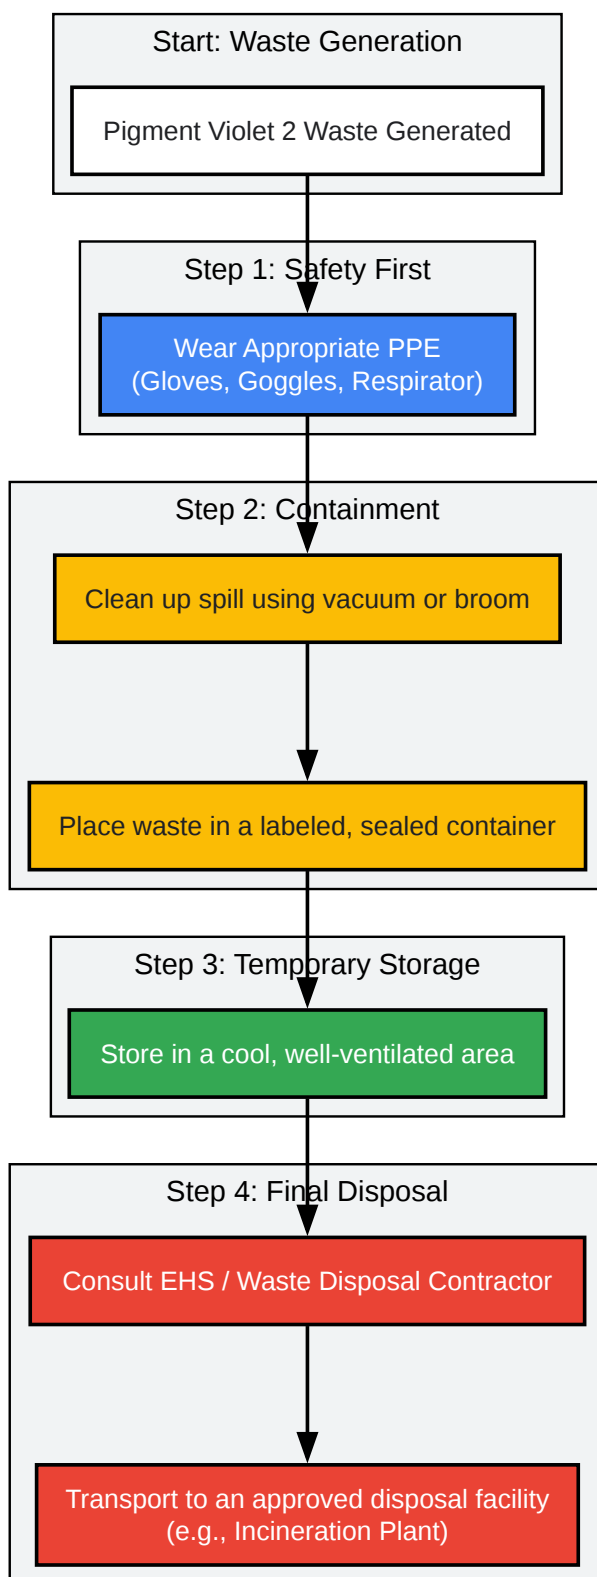 Start: Waste Generation
Pigment Violet 2 Waste Generated
Step 1: Safety First
Wear Appropriate PPE
(Gloves, Goggles, Respirator)
Step 2: Containment
Clean up spill using vacuum or broom
Place waste in a labeled, sealed container
Step 3: Temporary Storage
Store in a cool, well-ventilated area
Step 4: Final Disposal
Consult EHS / Waste Disposal Contractor
Transport to an approved disposal facility
(e.g., Incineration Plant)